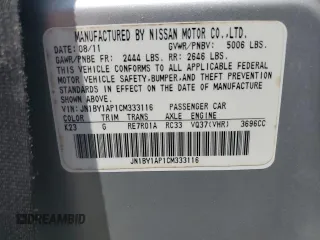 MANUFACTURED BY NISSAN MOTOR CO.,LTD.
DATE: 08/11 GVWR/PNBV: 5006 LBS.
GAWR/PNBE FR: 2444 LBS. RR: 2646 LBS.
THIS VEHICLE CONFORMS TO ALL APPLICABLE FEDERAL
MOTOR VEHICLE SAFETY, BUMPER, AND THEFT PREVENTION
STANDARDS IN EFFECT ON THE DATE OF MANUFACTURE
SHOWN ABOVE.
VIN: JN1BY1AP1CM333116 PASSENGER CAR
COLOR TRIM TRANS AXLE ENGINE
K23 G RE7R01A RC33 VQ37(VHR) 3696CC
JN1BY1AP1CM333116
AUTOBIDMASTER